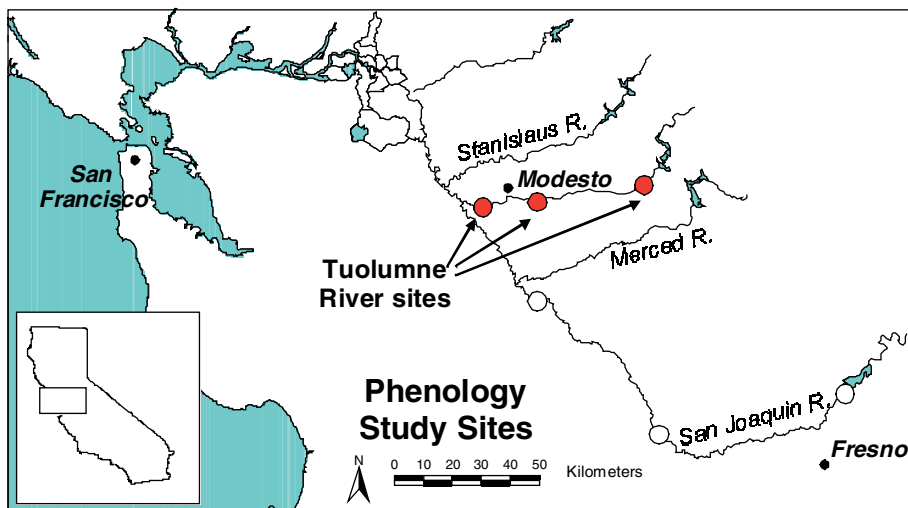 Stanislaus R.
San
Francisco
Modesto
Merced R.
Tuolumne
River sites
Phenology
Study Sites
San Joaquin R.
Fresno
N
0 10 20 30 40 50 Kilometers